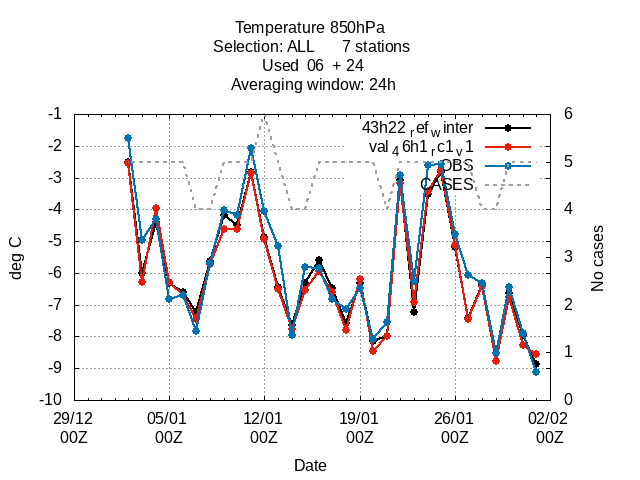 Temperature 850hPa
Selection: ALL 7 stations
Used 06 + 24
Averaging window: 24h
43h22ᵣef_winter
val₄6h1ᵣc1ᵥ1
OBS
CASES
-1
-2
-3
-4
-5
-6
-7
-8
-9
-10
deg C
6
5
4
3
2
1
0
No cases
29/12 05/01 12/01 19/01 26/01 02/02
00Z 00Z 00Z 00Z 00Z 00Z
Date